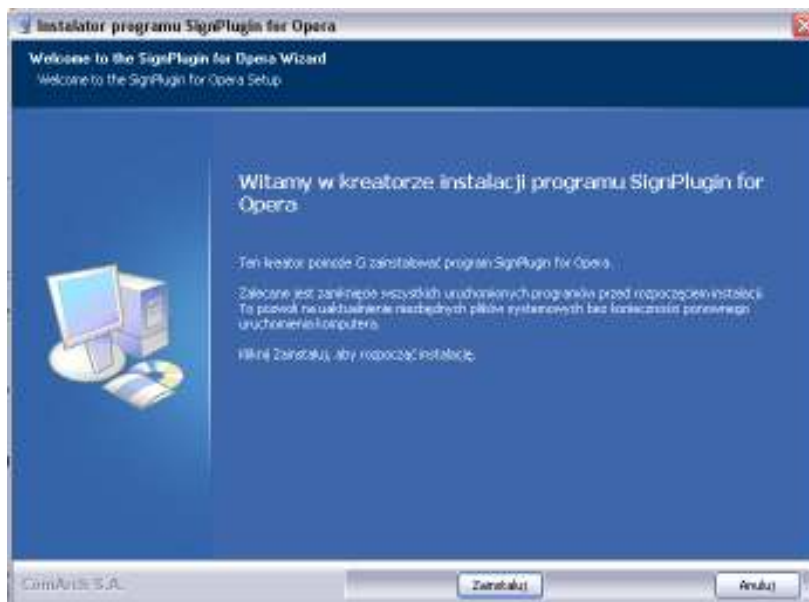 Instalator programu SignPlugin for Opera
Welcome to the SignPlugin for Opera Wizard
Welcome to the SignPlugin for Opera Setup
Witamy w kreatorze instalacji programu SignPlugin for
Opera
Ten kreator pomoże Ci zainstalować program SignPlugin for Opera.
Zalecane jest zamknięcie wszystkich uruchomionych programów przed rozpoczęciem instalacji.
To pozwoli na uaktualnienie niezbędnych plików systemowych bez konieczności ponownego
uruchomienia komputera.
Kliknij Zainstaluj, aby rozpocząć instalację.
ComArch S.A.
Zainstaluj
Anuluj